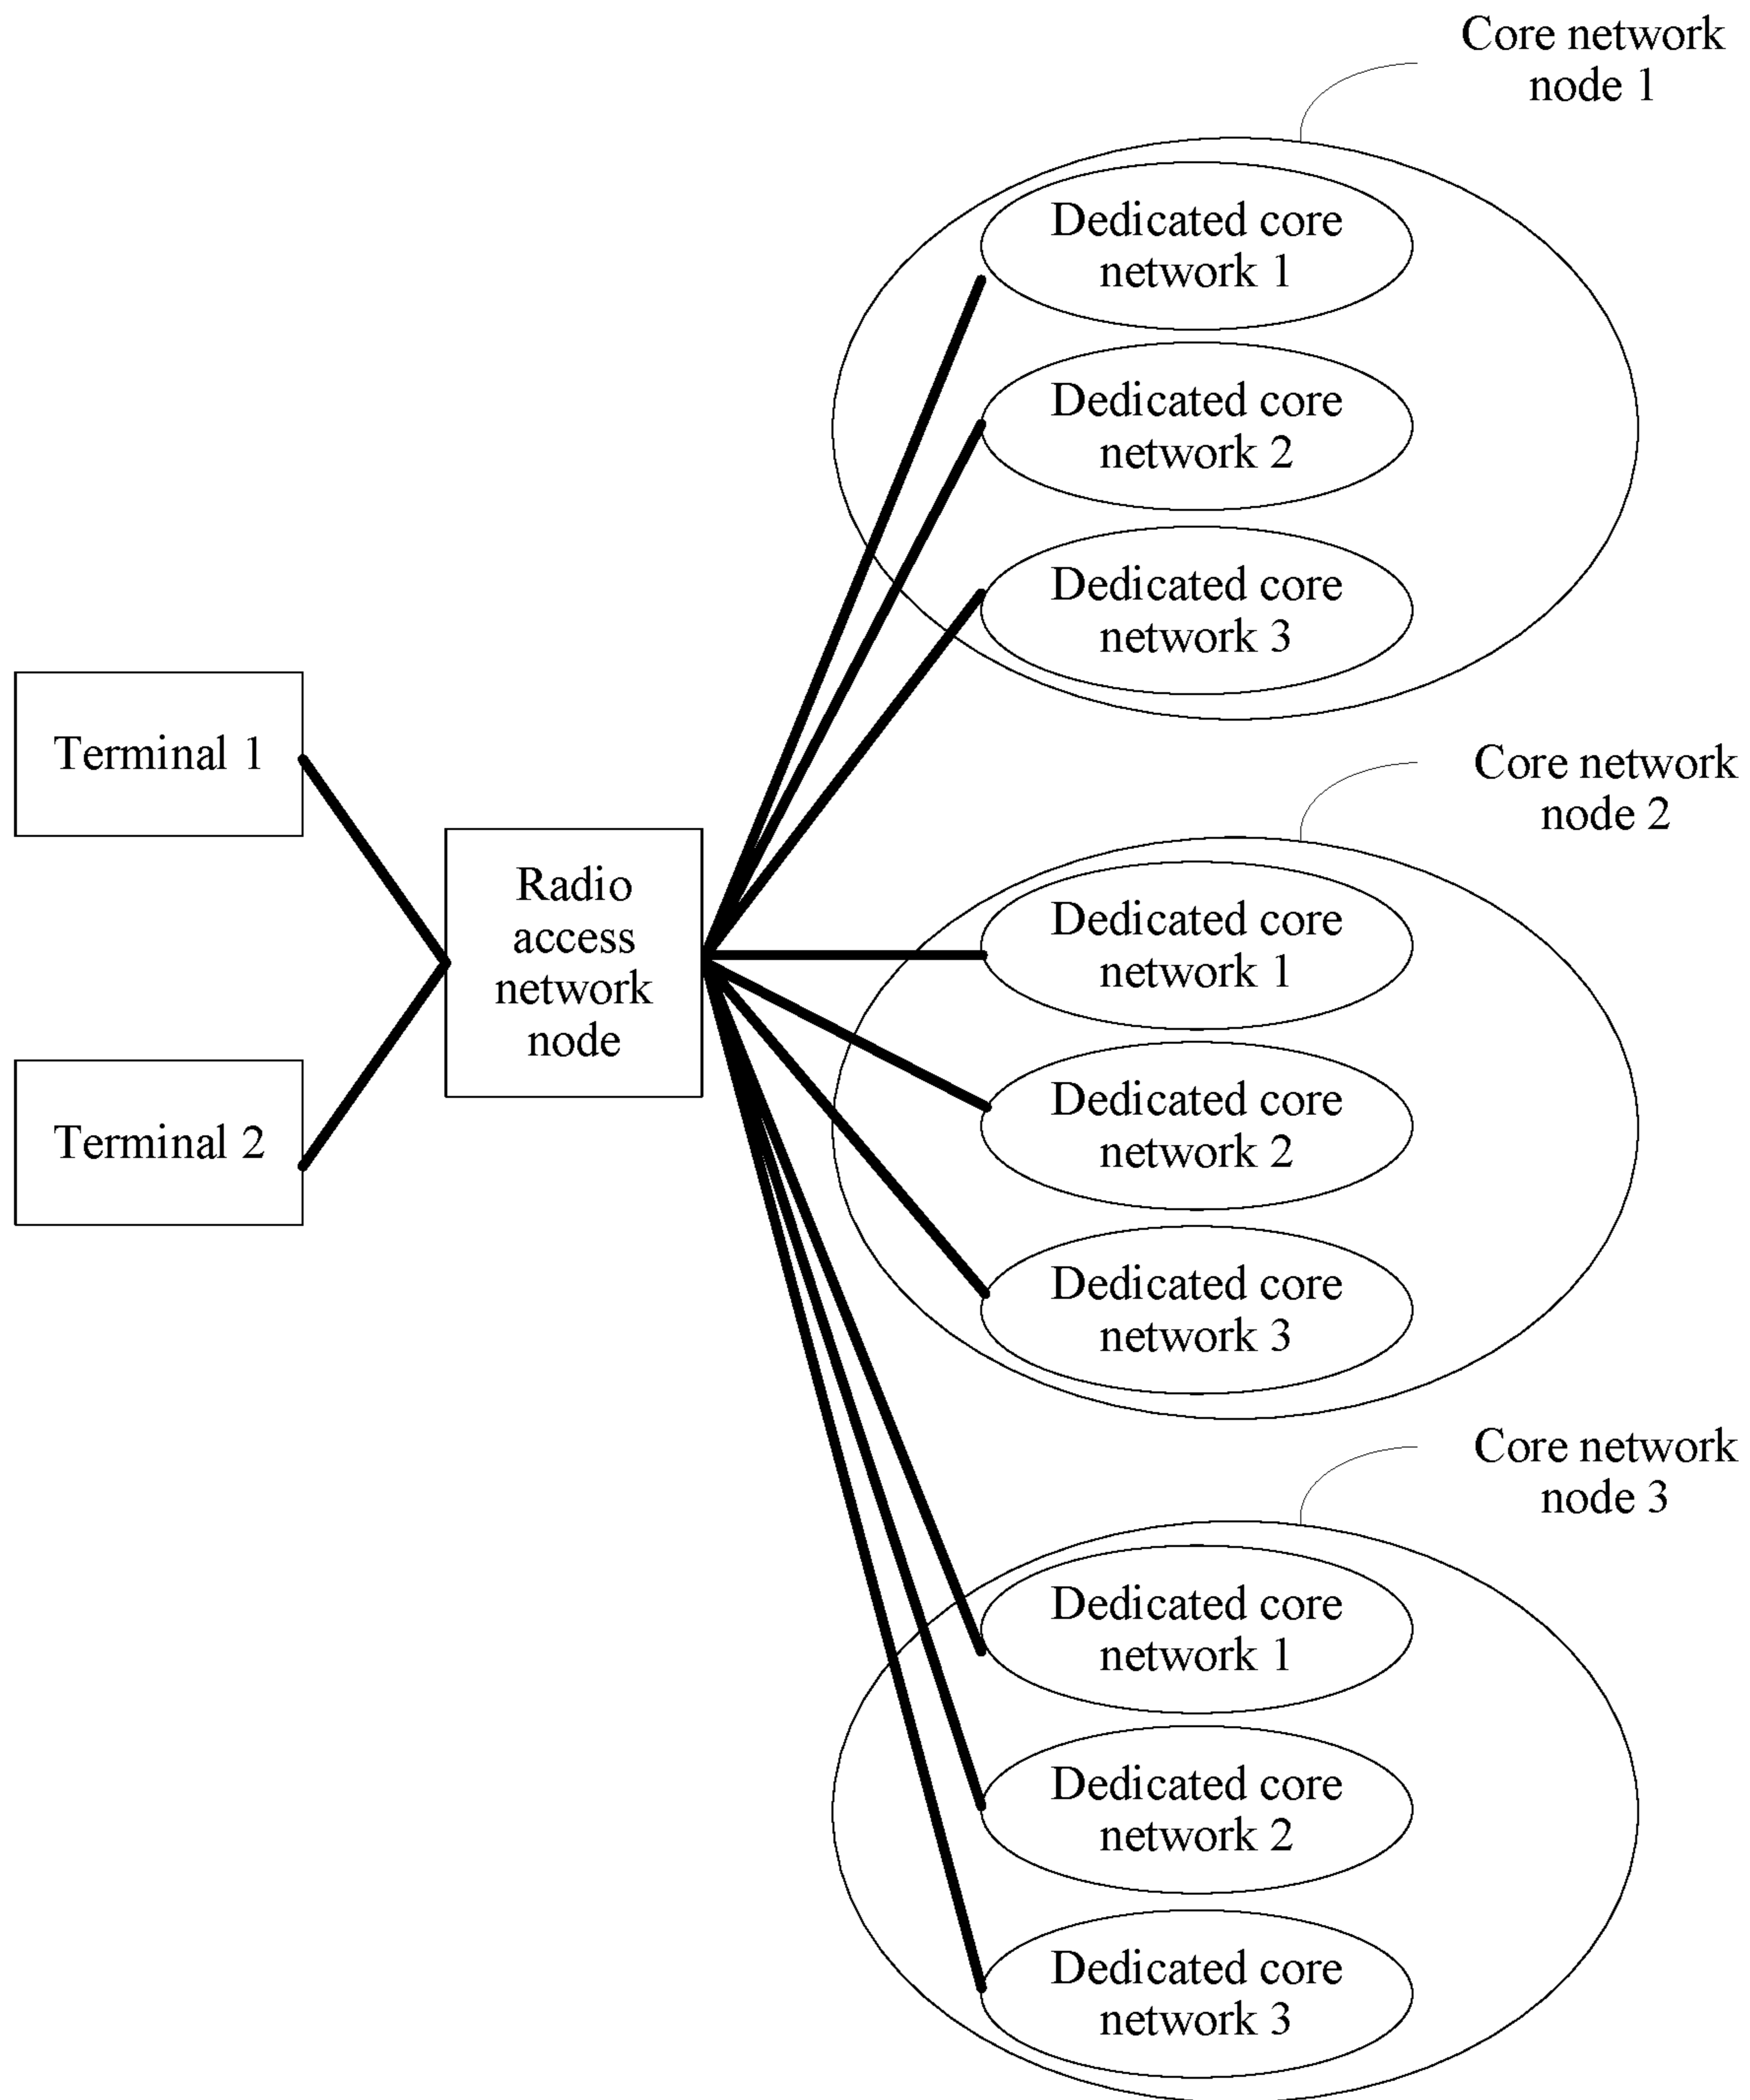 Core network
node 1
Dedicated core
network 1
Dedicated core
network 2
Dedicated core
network 3
Terminal 1
Radio
access
network
node
Terminal 2
Core network
node 2
Dedicated core
network 1
Dedicated core
network 2
Dedicated core
network 3
Core network
node 3
Dedicated core
network 1
Dedicated core
network 2
Dedicated core
network 3